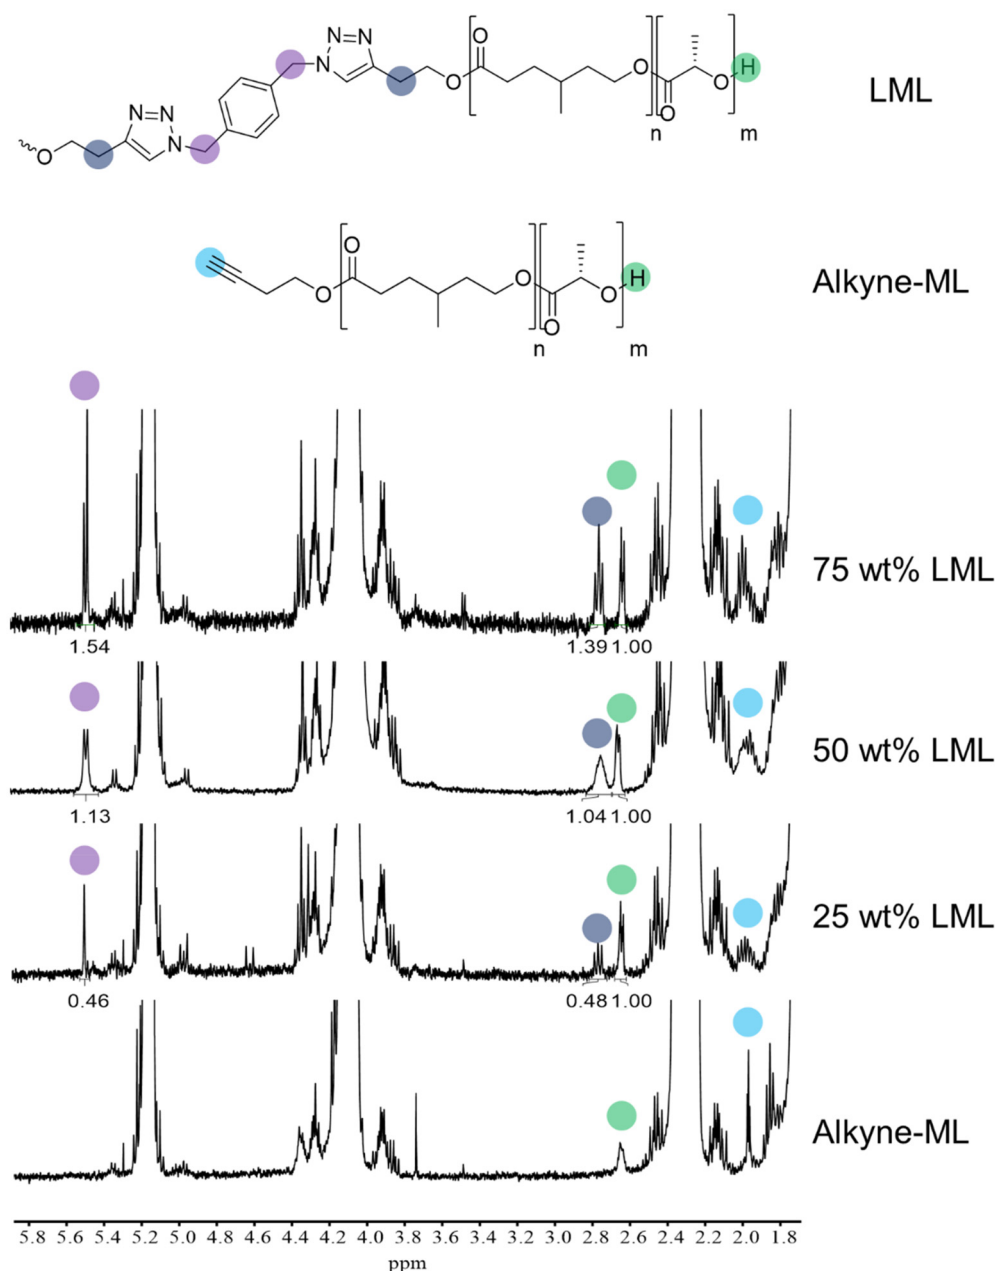 N=N
N
O
O
O
O
O
H
n
m
LML
N=N
N
O
O
O
O
O
O
H
n
m
Alkyne-ML
75 wt% LML
1.54
1.39 1.00
50 wt% LML
1.13
1.04 1.00
25 wt% LML
0.46
0.48 1.00
Alkyne-ML
5.8 5.6 5.4 5.2 5.0 4.8 4.6 4.4 4.2 4.0 3.8 3.6 3.4 3.2 3.0 2.8 2.6 2.4 2.2 2.0 1.8
ppm